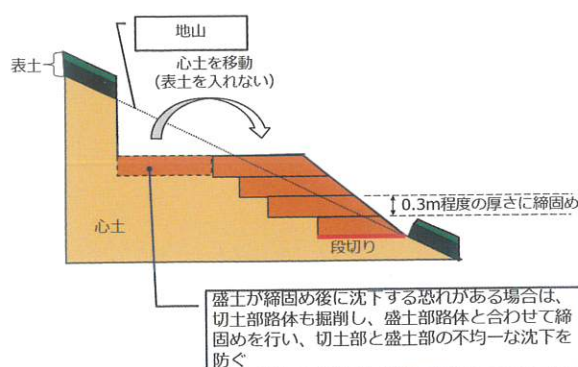 地山
表土
心土を移動
(表土を入れない)
0.3m程度の厚さに締固め
心土
段切り
盛土が締固め後に沈下する恐れがある場合は、
切土部路体も掘削し、盛土部路体と合わせて締
固めを行い、切土部と盛土部の不均一な沈下を
防ぐ